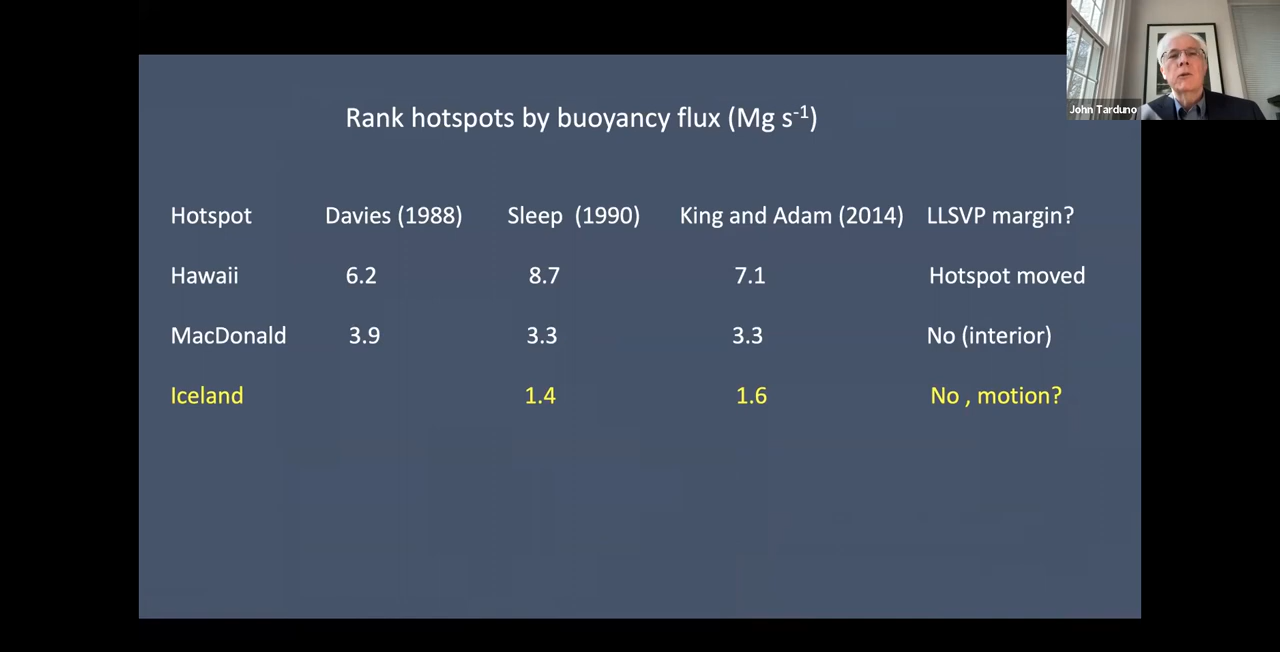 John Tarduno
Rank hotspots by buoyancy flux (Mg s⁻¹)
Hotspot Davies (1988) Sleep (1990) King and Adam (2014) LLSVP margin?
Hawaii 6.2 8.7 7.1 Hotspot moved
MacDonald 3.9 3.3 3.3 No (interior)
Iceland 1.4 1.6 No , motion?